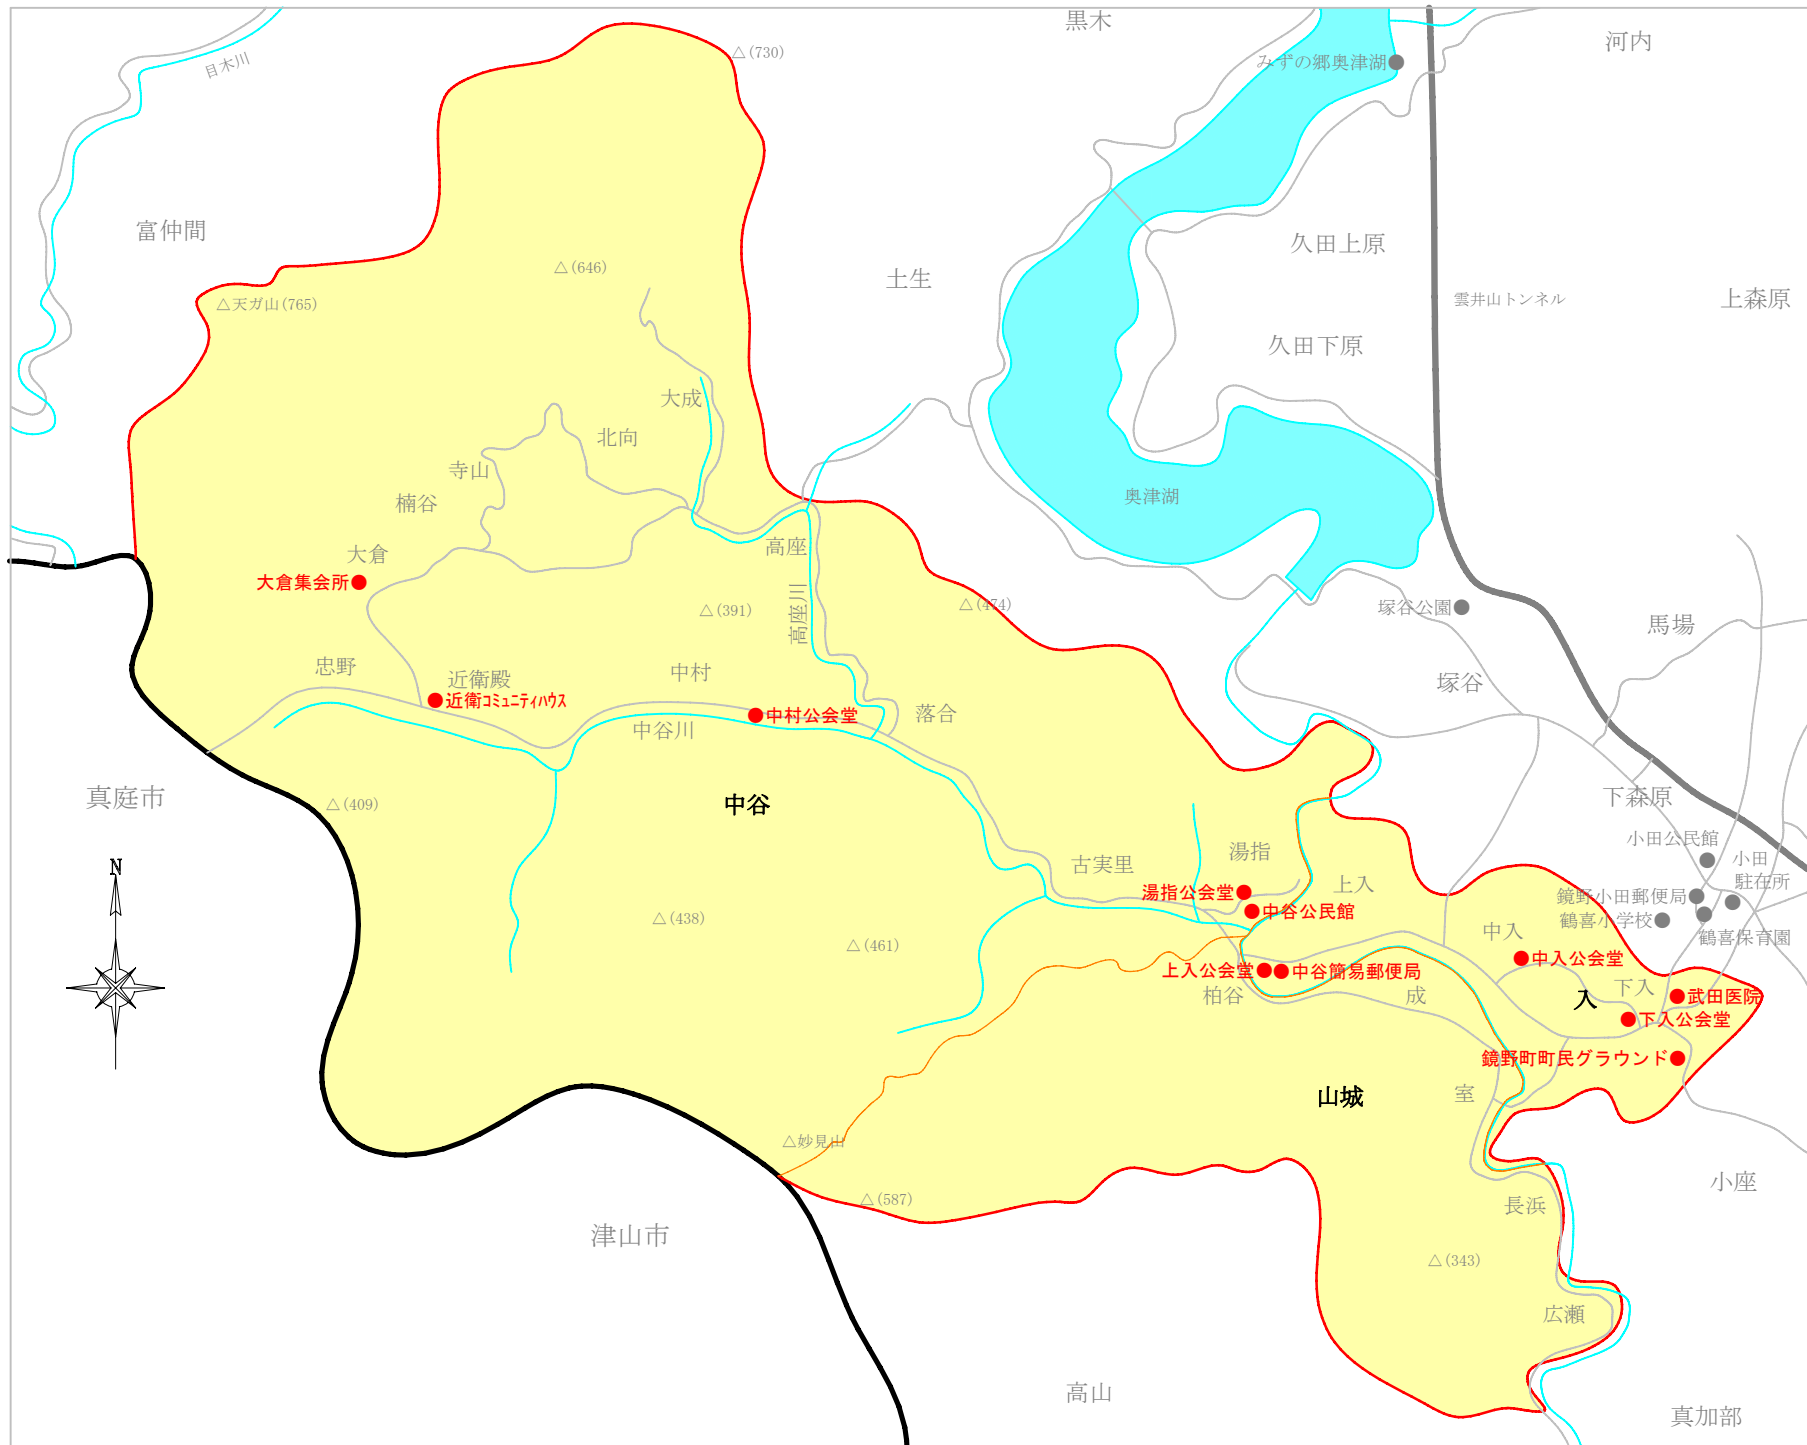 黒木
河内
△(730)
目木川
みずの郷奥津湖
富仲間
久田上原
△(646)
土生
雲井山トンネル
上森原
△天ガ山(765)
久田下原
大成
北向
寺山
楠谷
奥津湖
高座
大倉
大倉集会所
△(391)
高座川
△(474)
塚谷公園
馬場
忠野
近衛殿
中村
塚谷
近衛コミュニティハウス
中村公会堂
落合
中谷川
真庭市
△(409)
中谷
下森原
小田公民館
小田
駐在所
N
古実里
湯指
上入
湯指公会堂
中谷公民館
鏡野小田郵便局
鶴喜小学校
鶴喜保育園
△(438)
△(461)
中入
中入公会堂
上入公会堂
中谷簡易郵便局
柏谷
成
入
下入
武田医院
下入公会堂
鏡野町町民グラウンド
山城
室
△妙見山
△(587)
小座
長浜
津山市
△(343)
広瀬
高山
真加部